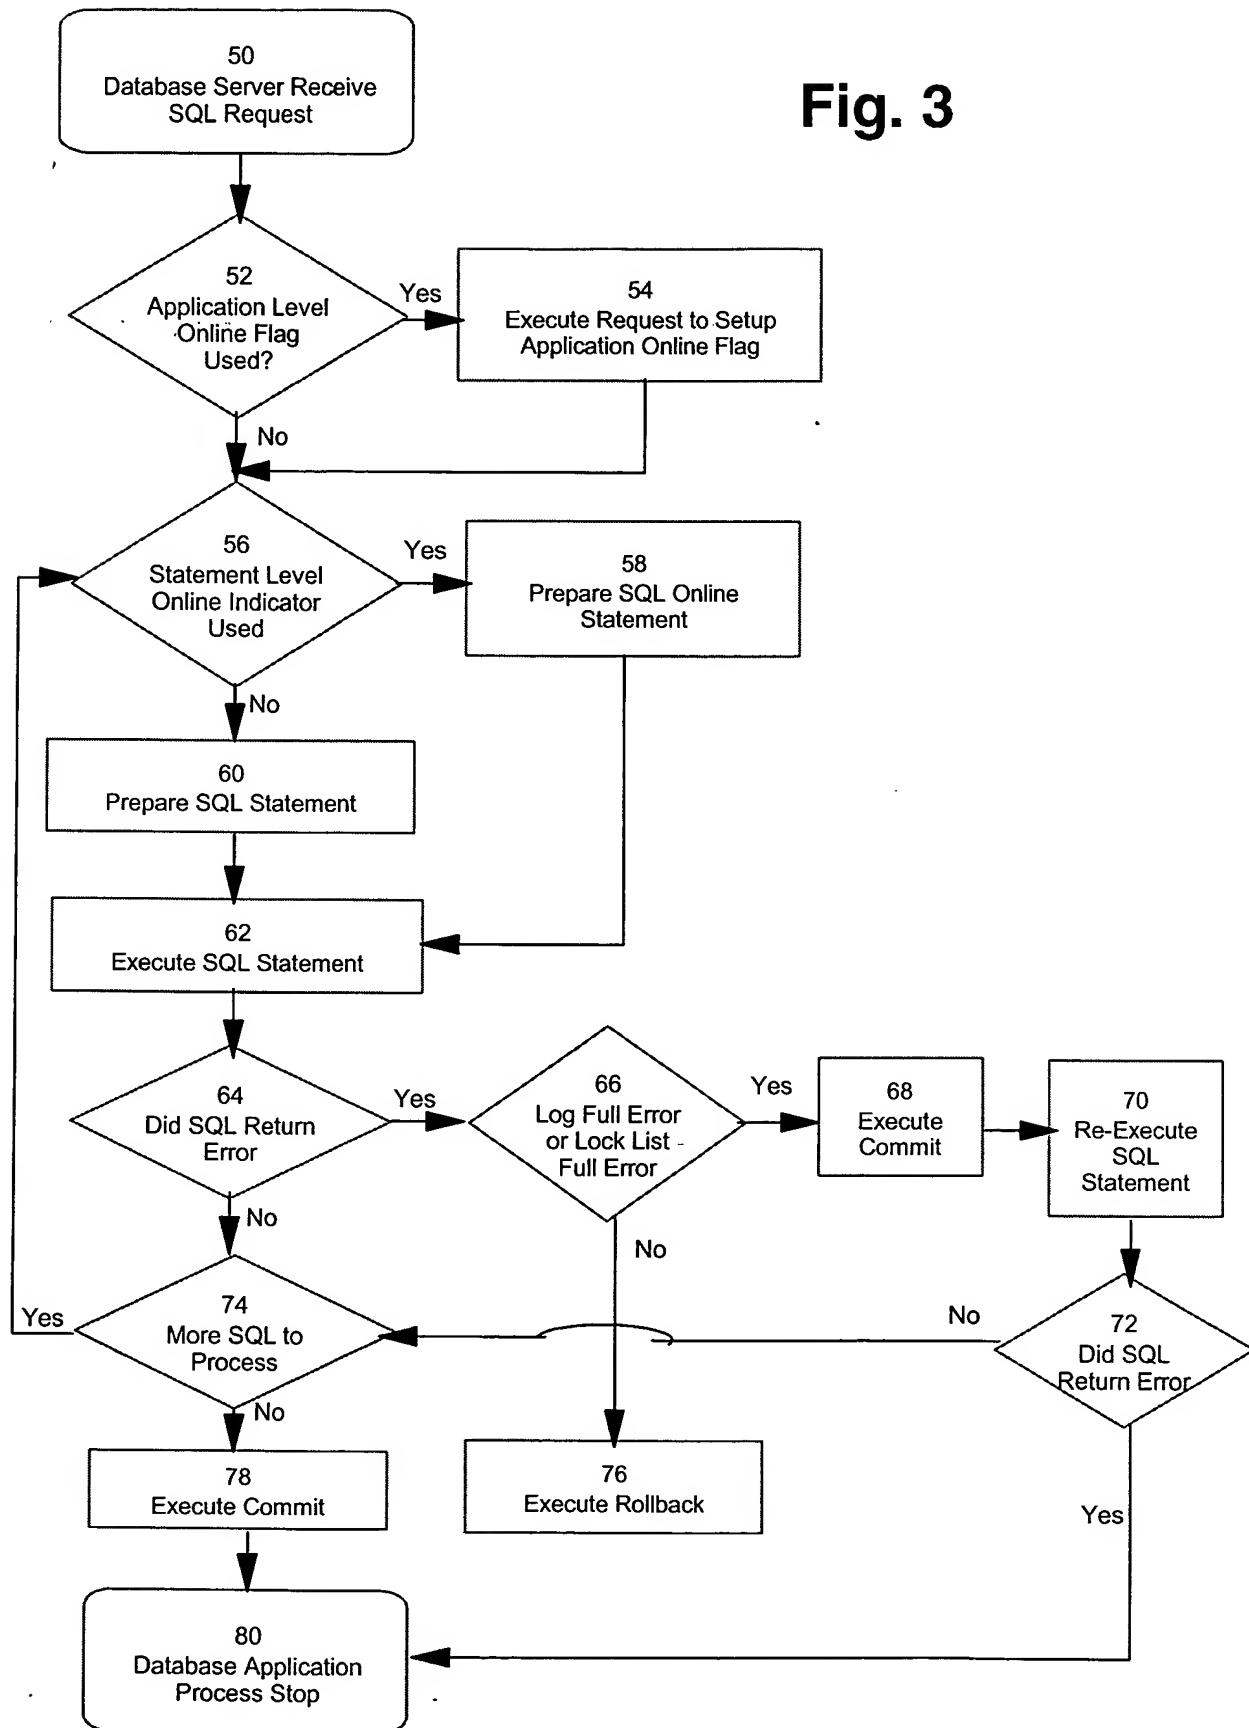 Fig. 3
50
Database Server Receive
SQL Request
52
Application Level
Online Flag
Used?
Yes
54
Execute Request to Setup
Application Online Flag
No
56
Statement Level
Online Indicator
Used
Yes
58
Prepare SQL Online
Statement
No
60
Prepare SQL Statement
62
Execute SQL Statement
64
Did SQL Return
Error
Yes
66
Log Full Error
or Lock List
Full Error
Yes
68
Execute
Commit
70
Re-Execute
SQL
Statement
No
No
74
More SQL to
Process
Yes
No
72
Did SQL
Return Error
No
78
Execute Commit
76
Execute Rollback
Yes
80
Database Application
Process Stop